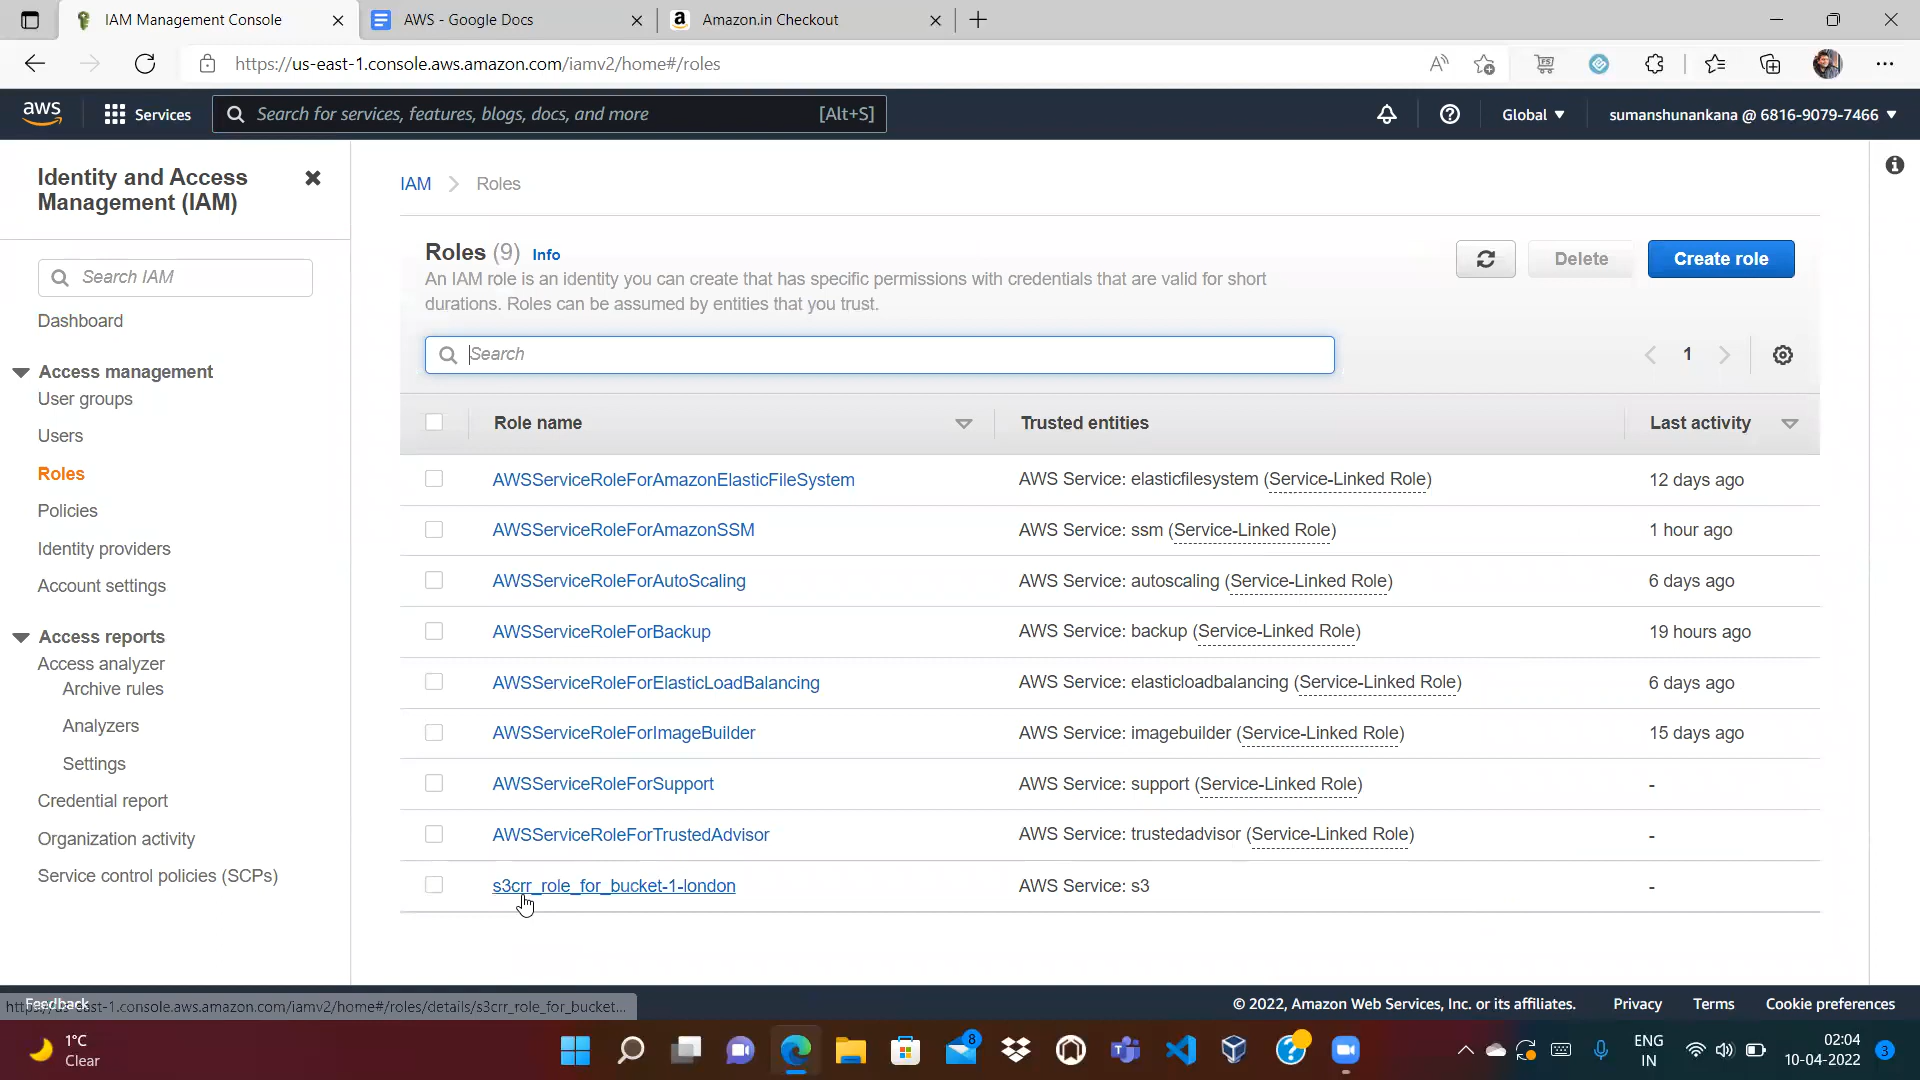 IAM Management Console
AWS - Google Docs
Amazon.in Checkout
https://us-east-1.console.aws.amazon.com/iamv2/home#/roles
aws
Services
Search for services, features, blogs, docs, and more
[Alt+S]
Global
sumanshunankana @ 6816-9079-7466
Identity and Access
Management (IAM)
Search IAM
Dashboard
Access management
User groups
Users
Roles
Policies
Identity providers
Account settings
Access reports
Access analyzer
Archive rules
Analyzers
Settings
Credential report
Organization activity
Service control policies (SCPs)
IAM
Roles
Roles (9) Info
An IAM role is an identity you can create that has specific permissions with credentials that are valid for short
durations. Roles can be assumed by entities that you trust.
Delete
Create role
Search
1
Role name
Trusted entities
Last activity
AWSServiceRoleForAmazonElasticFileSystem
AWS Service: elasticfilesystem (Service-Linked Role)
12 days ago
AWSServiceRoleForAmazonSSM
AWS Service: ssm (Service-Linked Role)
1 hour ago
AWSServiceRoleForAutoScaling
AWS Service: autoscaling (Service-Linked Role)
6 days ago
AWSServiceRoleForBackup
AWS Service: backup (Service-Linked Role)
19 hours ago
AWSServiceRoleForElasticLoadBalancing
AWS Service: elasticloadbalancing (Service-Linked Role)
6 days ago
AWSServiceRoleForImageBuilder
AWS Service: imagebuilder (Service-Linked Role)
15 days ago
AWSServiceRoleForSupport
AWS Service: support (Service-Linked Role)
-
AWSServiceRoleForTrustedAdvisor
AWS Service: trustedadvisor (Service-Linked Role)
-
s3crr_role_for_bucket-1-london
AWS Service: s3
-
Feedback
https://us-east-1.console.aws.amazon.com/iamv2/home#/roles/details/s3crr_role_for_bucket...
© 2022, Amazon Web Services, Inc. or its affiliates.
Privacy
Terms
Cookie preferences
1°C
Clear
8
ENG
IN
02:04
10-04-2022
3